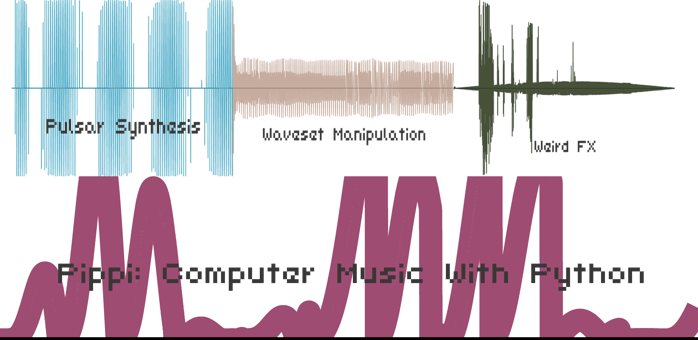 Pulsar Synthesis
Waveset Manipulation
Weird FX
Pippi: Computer Music With Python